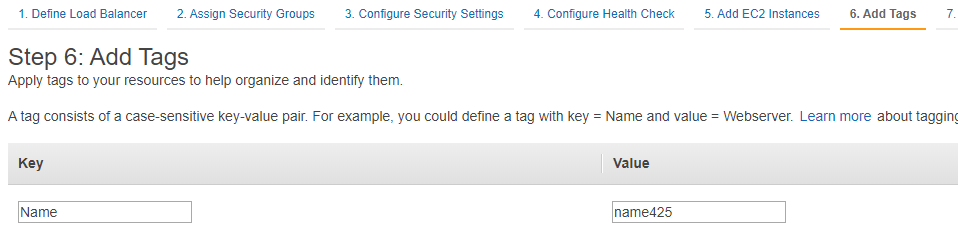 1. Define Load Balancer 2. Assign Security Groups 3. Configure Security Settings 4. Configure Health Check 5. Add EC2 Instances 6. Add Tags 7.
Step 6: Add Tags
Apply tags to your resources to help organize and identify them.
A tag consists of a case-sensitive key-value pair. For example, you could define a tag with key = Name and value = Webserver. Learn more about tagging
Key Value
Name name425